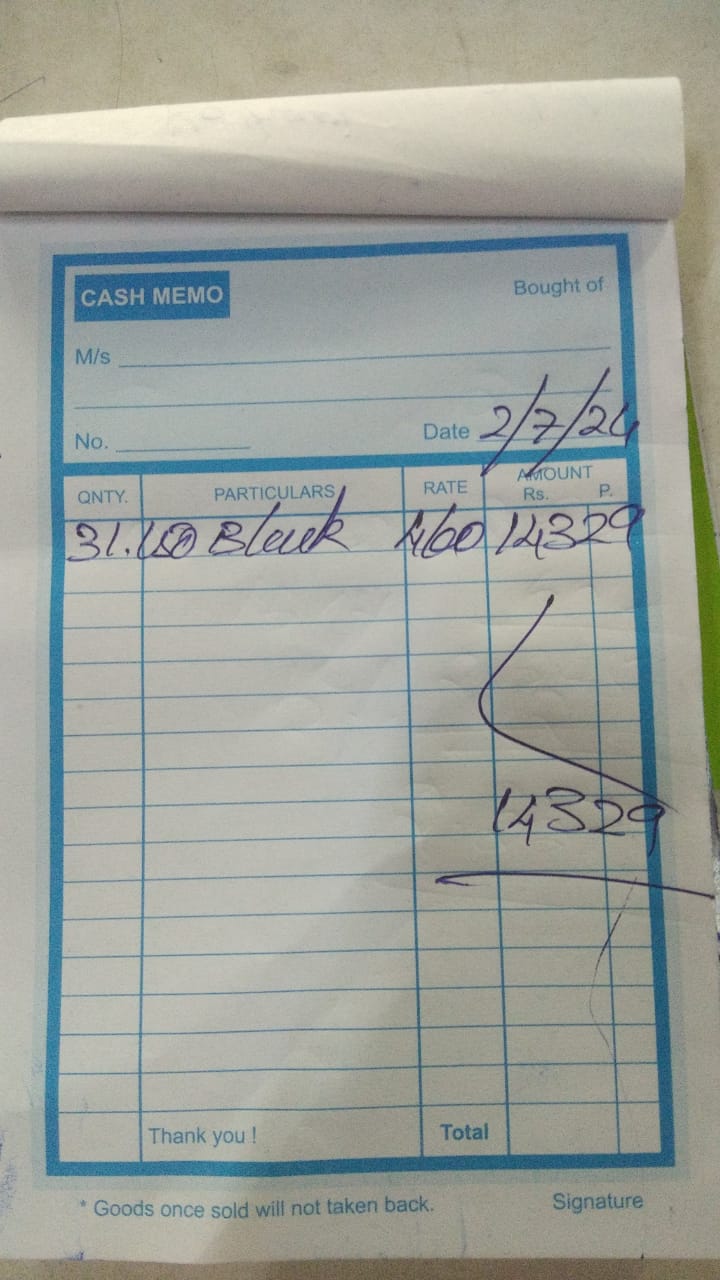 CASH MEMO
Bought of
M/s
No.
Date 2/7/24
QNTY. PARTICULARS RATE AMOUNT
Rs. P.
31.150 Black 460 14329
14329
Thank you ! Total
* Goods once sold will not taken back. Signature